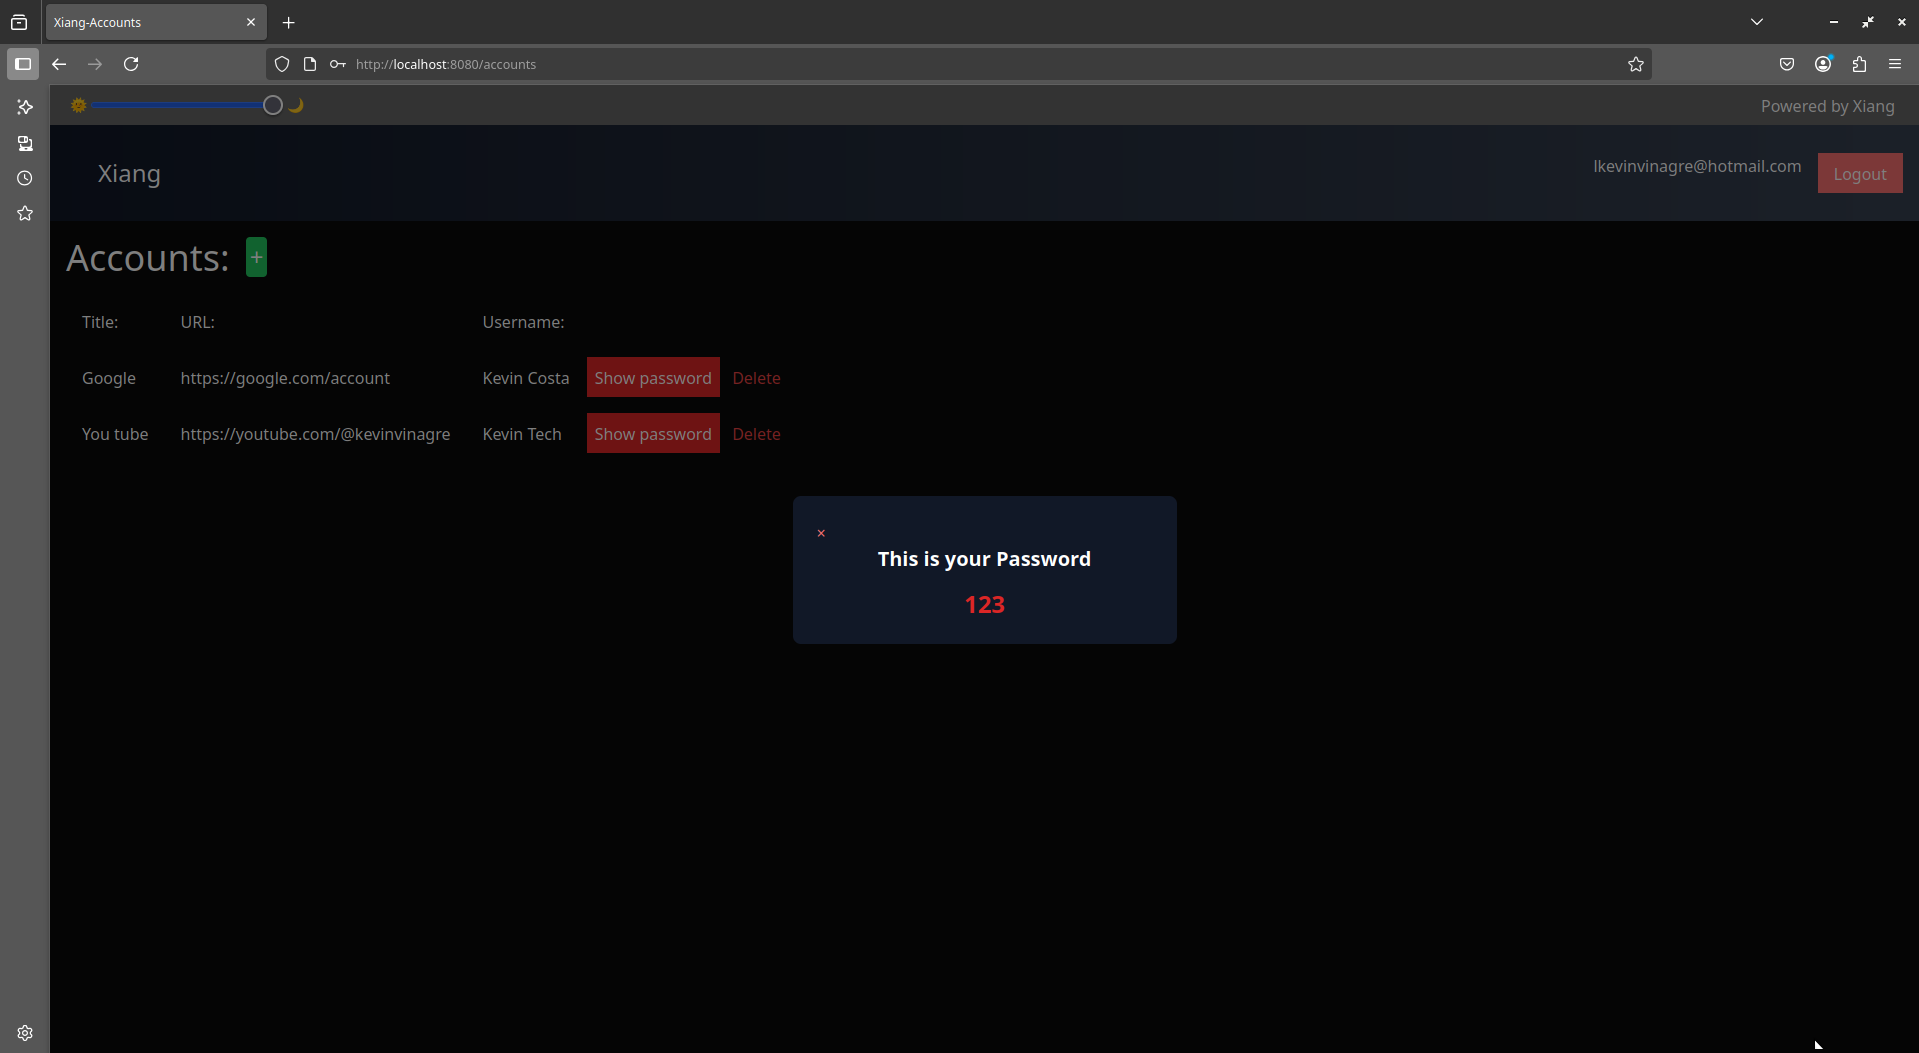 Xiang-Accounts
http://localhost:8080/accounts
Powered by Xiang
Xiang
lkevinvinagre@hotmail.com
Logout
Accounts: +
Title: URL: Username:
Google https://google.com/account Kevin Costa Show password Delete
You tube https://youtube.com/@kevinvinagre Kevin Tech Show password Delete
×
This is your Password
123